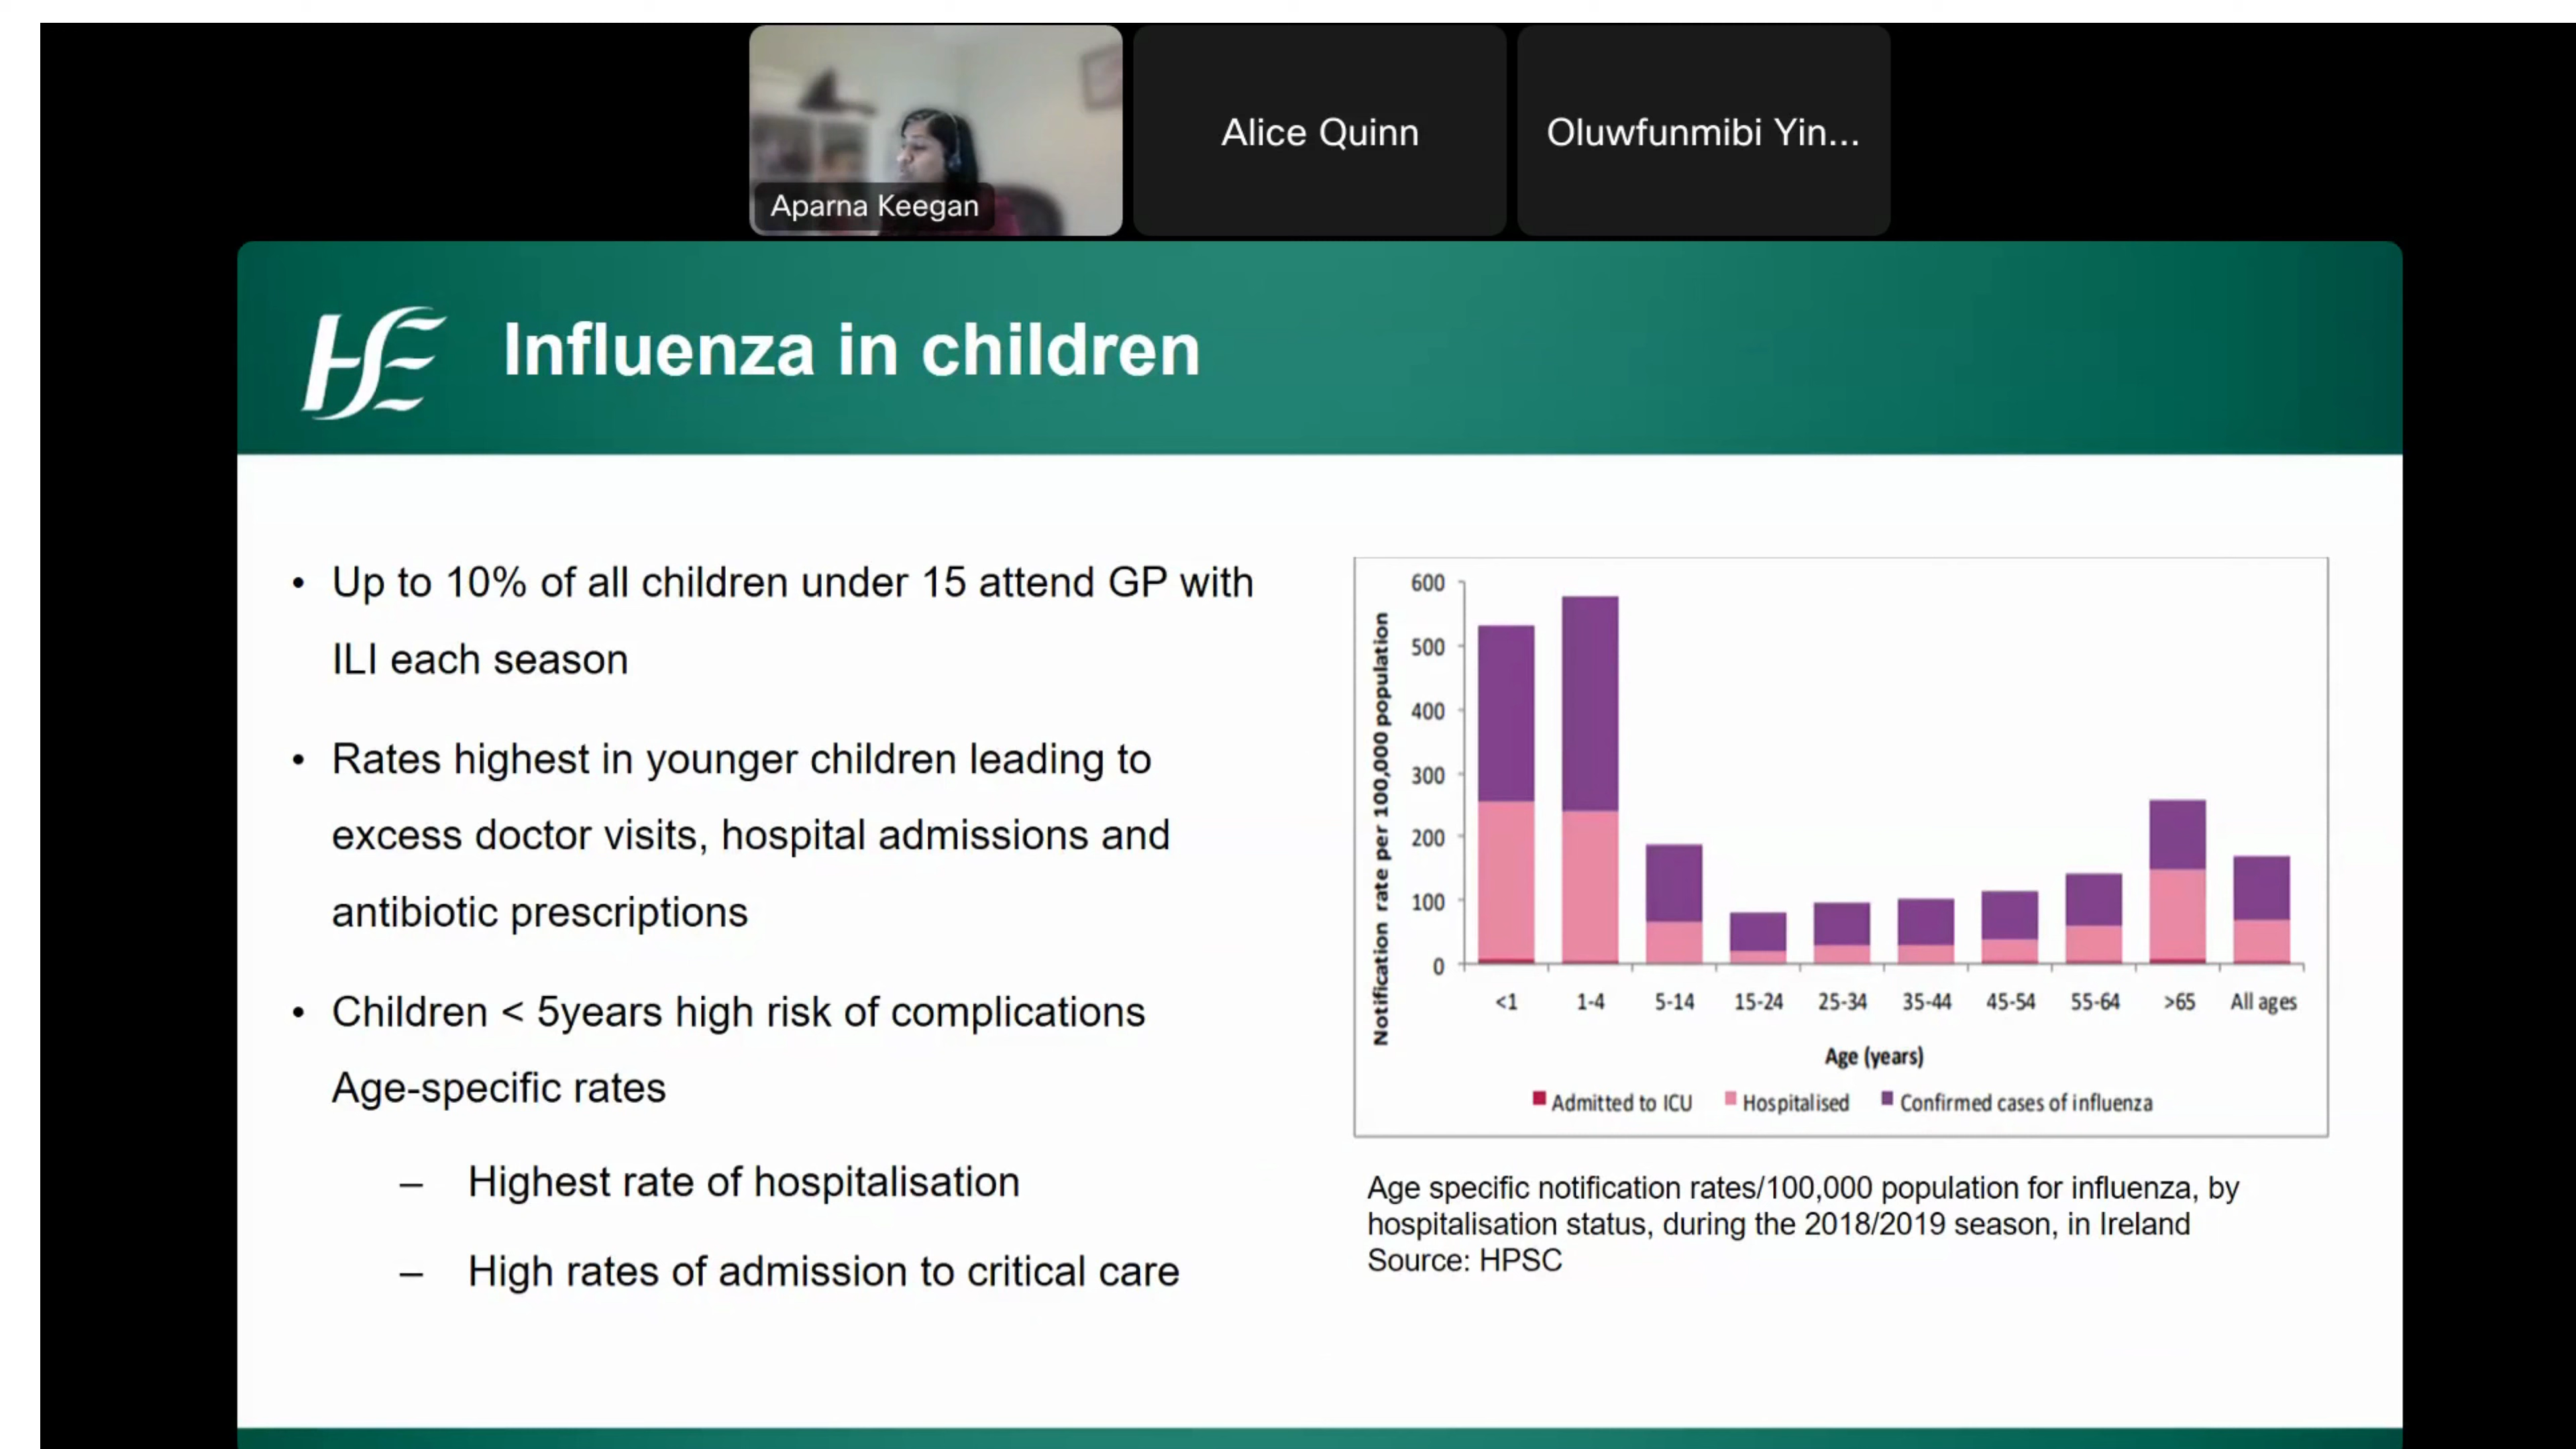 Aparna Keegan
Alice Quinn
Oluwfunmibi Yin...
HSE
Influenza in children
• Up to 10% of all children under 15 attend GP with
ILI each season
• Rates highest in younger children leading to
excess doctor visits, hospital admissions and
antibiotic prescriptions
• Children < 5years high risk of complications
Age-specific rates
– Highest rate of hospitalisation
– High rates of admission to critical care
Notification rate per 100,000 population
600
500
400
300
200
100
0
<1 1-4 5-14 15-24 25-34 35-44 45-54 55-64 >65 All ages
Age (years)
Admitted to ICU Hospitalised Confirmed cases of influenza
Age specific notification rates/100,000 population for influenza, by
hospitalisation status, during the 2018/2019 season, in Ireland
Source: HPSC